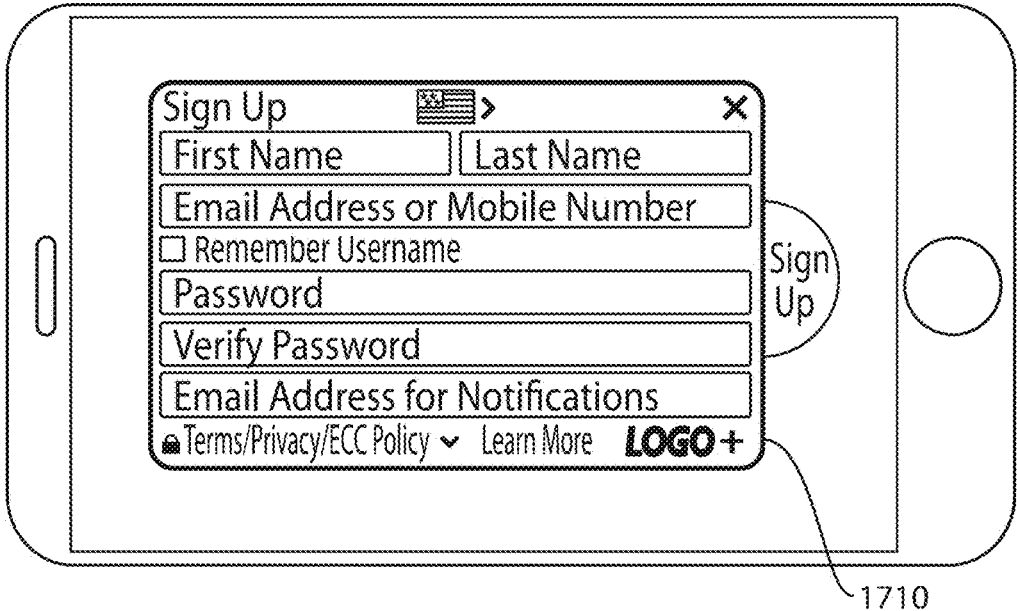 Sign Up > X
First Name Last Name
Email Address or Mobile Number
Remember Username
Password
Sign
Up
Verify Password
Email Address for Notifications
Terms/Privacy/ECC Policy Learn More LOGO +
1710